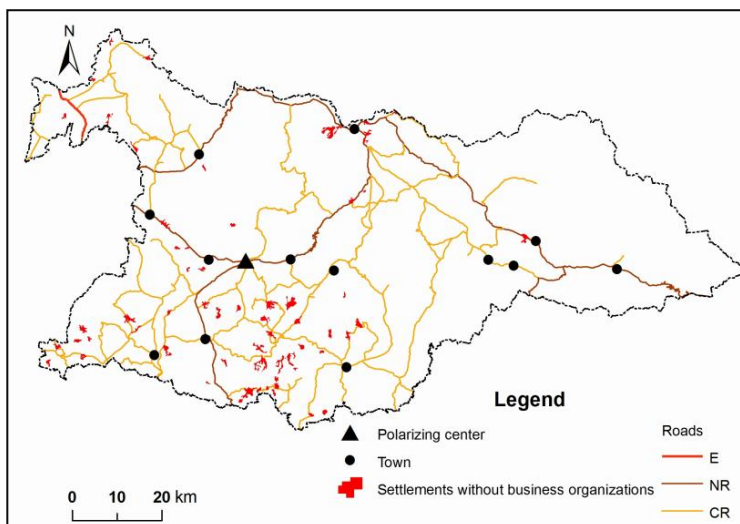 N
Legend
Polarizing center
Town
Settlements without business organizations
Roads
E
NR
CR
0 10 20 km